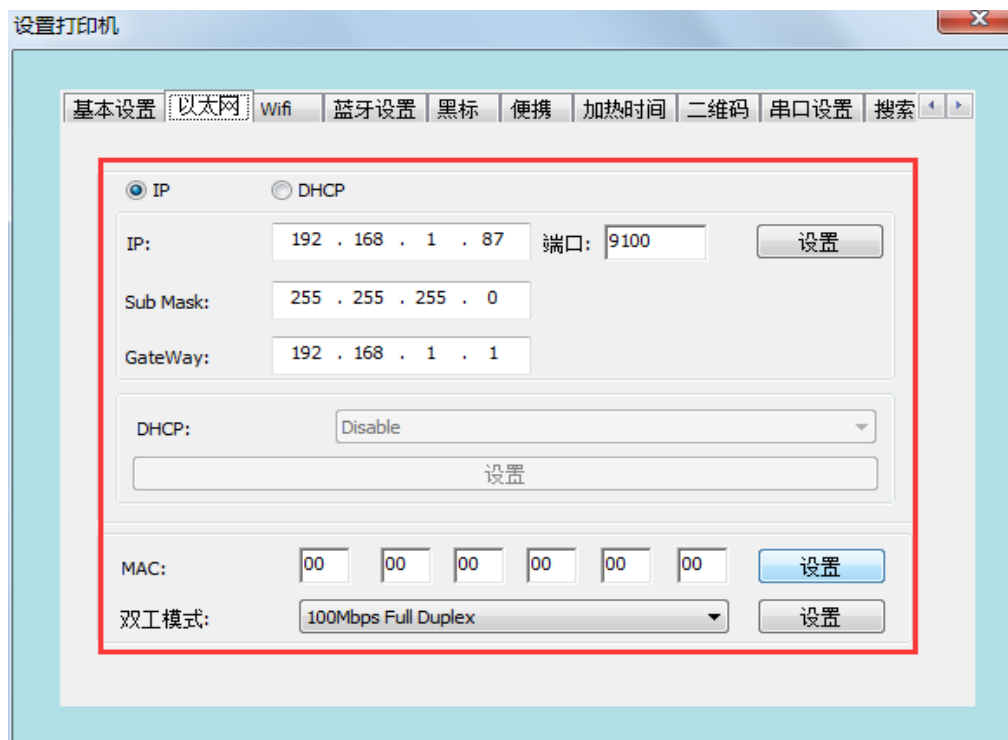 设置打印机
基本设置 以太网 Wifi 蓝牙设置 黑标 便携 加热时间 二维码 串口设置 搜索
IP DHCP
IP: 192 . 168 . 1 . 87 端口: 9100 设置
Sub Mask: 255 . 255 . 255 . 0
GateWay: 192 . 168 . 1 . 1
DHCP: Disable
设置
MAC: 00 00 00 00 00 00 设置
双工模式: 100Mbps Full Duplex 设置